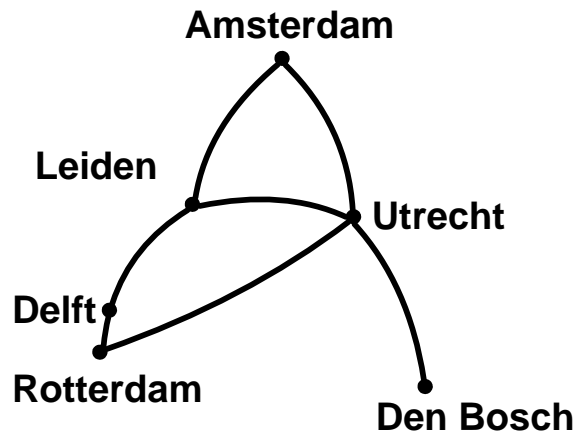 Amsterdam
Leiden
Utrecht
Delft
Rotterdam
Den Bosch